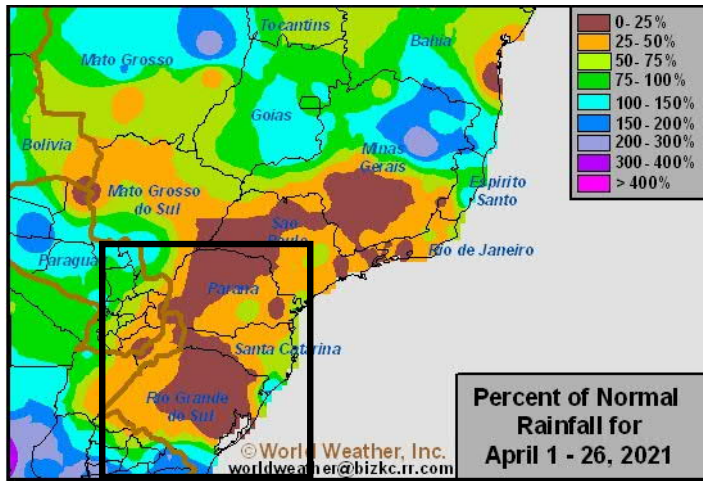 Tocantins
Mato Grosso
Bahia
Goias
Bolivia
Minas
Gerais
Mato Grosso
do Sul
Espirito
Santo
Sao
Paulo
Rio de Janeiro
Paragua
Parana
Santa Catarina
Rio Grande
do Sul
0- 25%
25- 50%
50- 75%
75- 100%
100- 150%
150- 200%
200- 300%
300- 400%
> 400%
Percent of Normal
Rainfall for
April 1 - 26, 2021
©World Weather, Inc.
worldweather@bizkc.rr.com